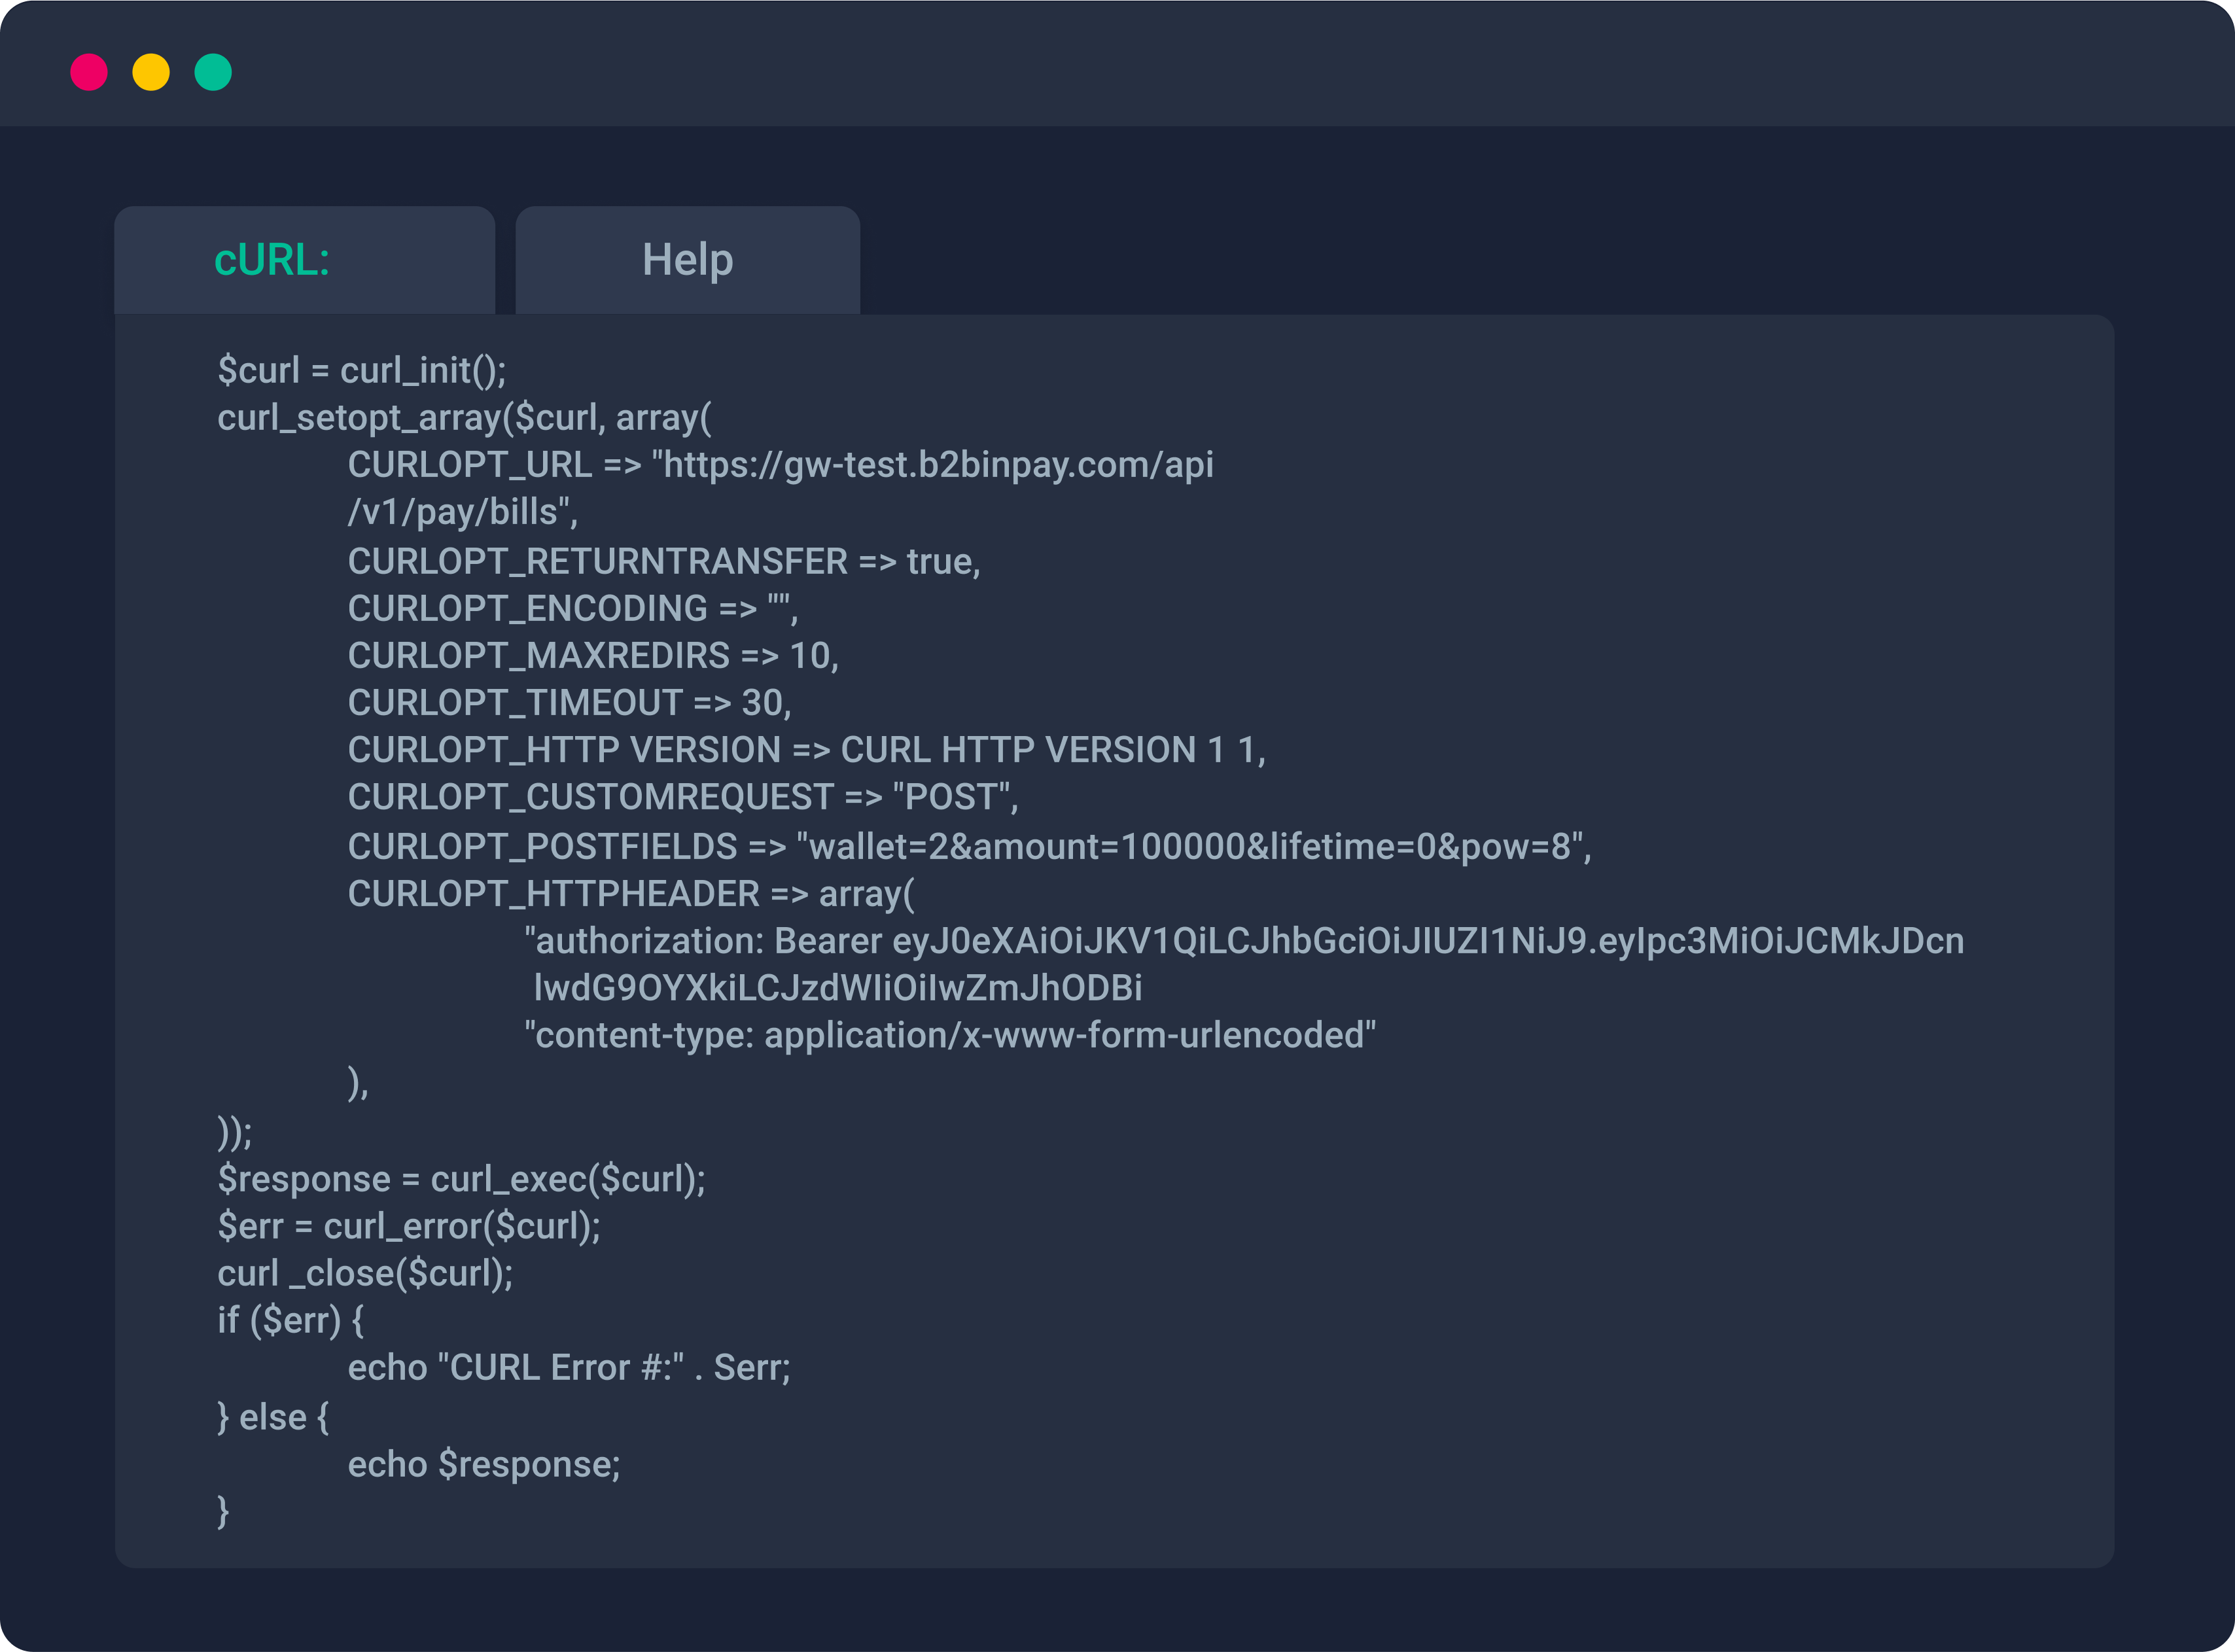 cURL:
Help
$curl = curl_init();
curl_setopt_array($curl, array(
CURLOPT_URL => "https://gw-test.b2binpay.com/api
/v1/pay/bills",
CURLOPT_RETURNTRANSFER => true,
CURLOPT_ENCODING => "",
CURLOPT_MAXREDIRS => 10,
CURLOPT_TIMEOUT => 30,
CURLOPT_HTTP VERSION => CURL HTTP VERSION 1 1,
CURLOPT_CUSTOMREQUEST => "POST",
CURLOPT_POSTFIELDS => "wallet=2&amount=100000&lifetime=0&pow=8",
CURLOPT_HTTPHEADER => array(
"authorization: Bearer eyJ0eXAiOiJKV1QiLCJhbGciOiJIUZI1NiJ9.eyIpc3MiOiJCMkJDcn
lwdG9OYXkiLCJzdWIiOiIwZmJhODBi
"content-type: application/x-www-form-urlencoded"
),
));
$response = curl_exec($curl);
$err = curl_error($curl);
curl _close($curl);
if ($err) {
echo "CURL Error #:" . Serr;
} else {
echo $response;
}